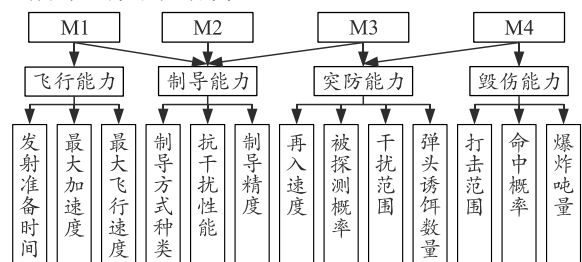 M1
M2
M3
M4
飞行能力
制导能力
突防能力
毁伤能力
发射准备时间
最大加速度
最大飞行速度
制导方式种类
抗干扰性能
制导精度
再入速度
被探测概率
干扰范围
弹头诱饵数量
打击范围
命中概率
爆炸吨量